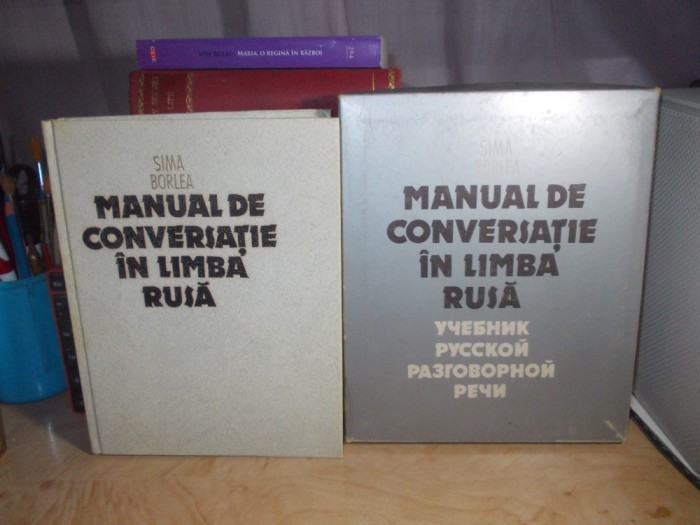 MARIA, O REGINĂ ÎN RĂZBOI
SIMA
BORLEA
MANUAL DE
CONVERSAȚIE
ÎN LIMBA
RUSĂ
SIMA
BORLEA
MANUAL DE
CONVERSAȚIE
ÎN LIMBA
RUSĂ
УЧЕБНИК
РУССКОЙ
РАЗГОВОРНОЙ
РЕЧИ